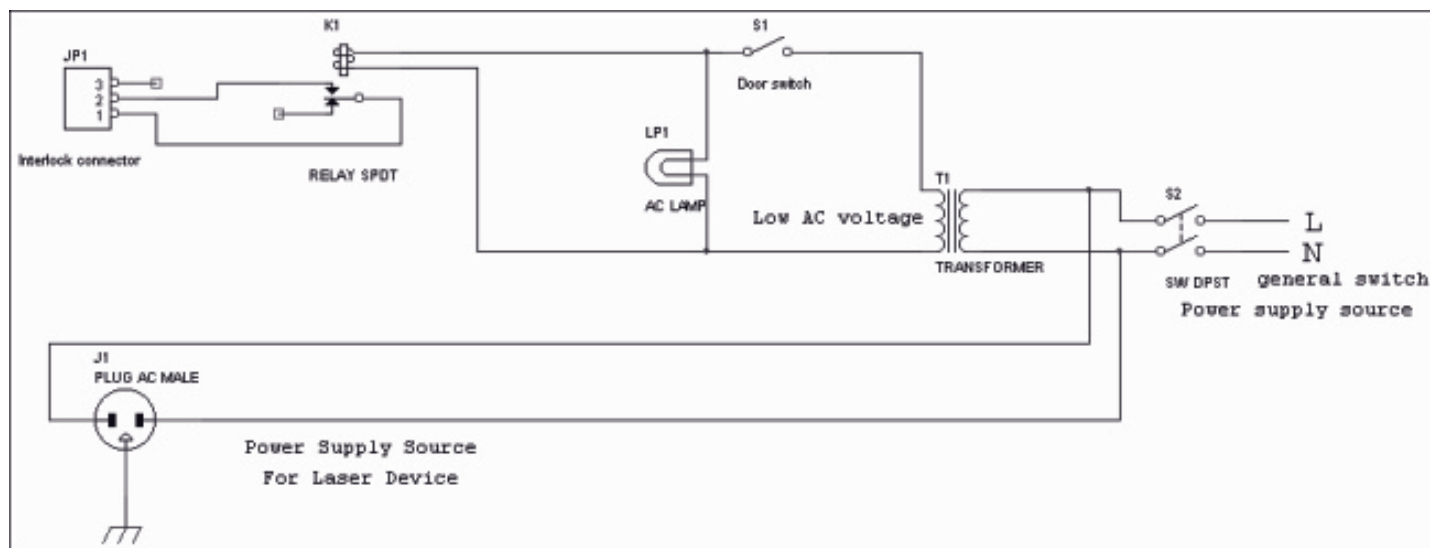 K1
S1
JP1
3
2
1
Door switch
Interlock connector
RELAY SPDT
LP1
AC LAMP
Low AC voltage
T1
TRANSFORMER
S2
L
N
SW DPST
general switch
Power supply source
J1
PLUG AC MALE
Power Supply Source
For Laser Device